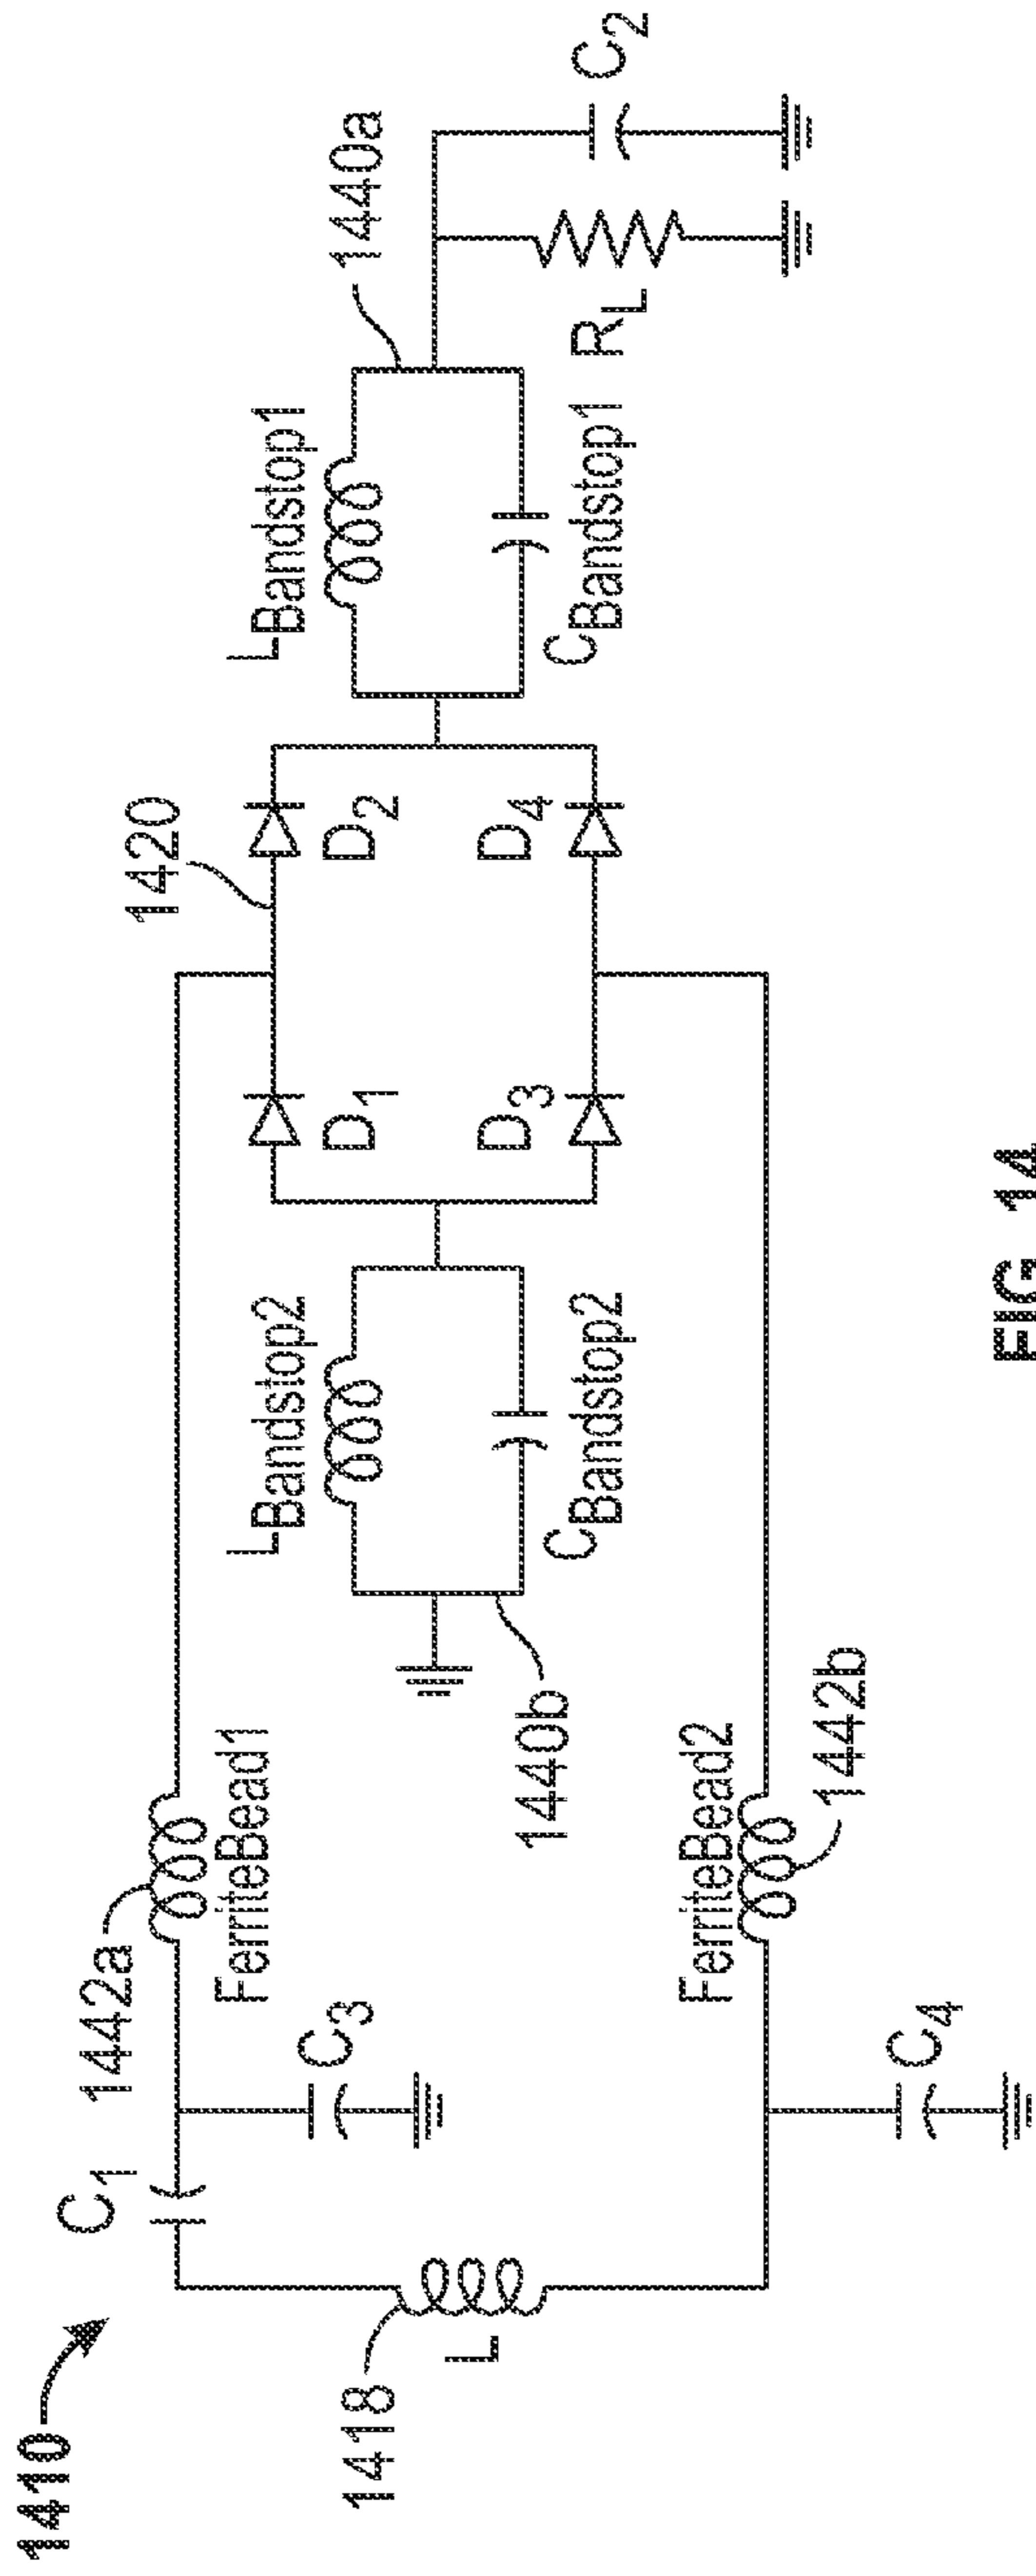 1410
1418
L
C1
1442a
FerriteBead1
C3
FerriteBead2
1442b
C4
1440b
LBandstop2
CBandstop2
1420
D1
D2
D3
D4
LBandstop1
CBandstop1
1440a
RL
C2
FIG. 14